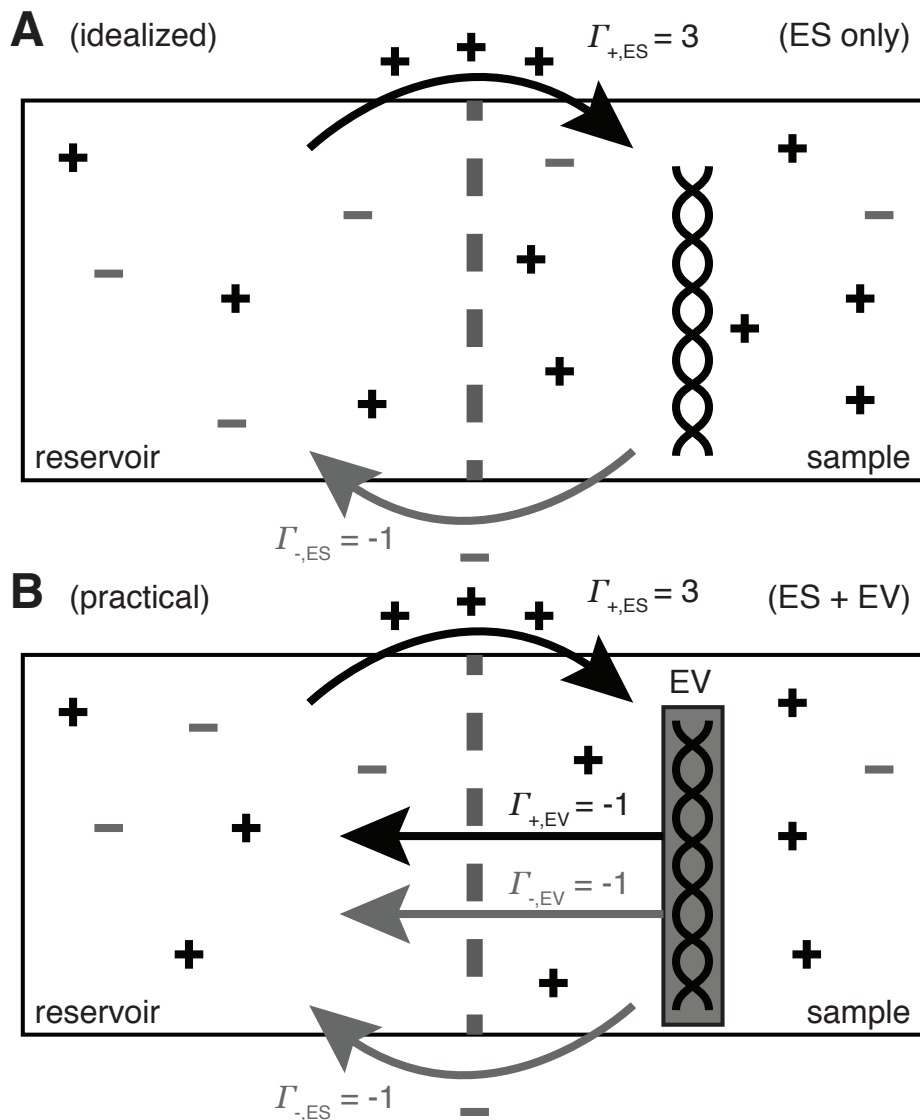 A (idealized) Γ+,ES = 3 (ES only)
reservoir sample
Γ-,ES = -1
B (practical) Γ+,ES = 3 (ES + EV)
EV
Γ+,EV = -1
Γ-,EV = -1
reservoir sample
Γ-,ES = -1